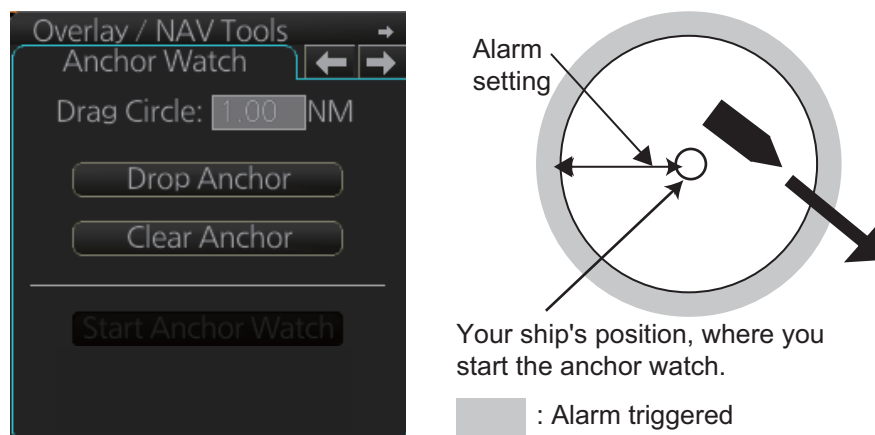 Overlay / NAV Tools
Anchor Watch
Drag Circle: 1.00 NM
Drop Anchor
Clear Anchor
Start Anchor Watch
Alarm
setting
Your ship's position, where you
start the anchor watch.
: Alarm triggered